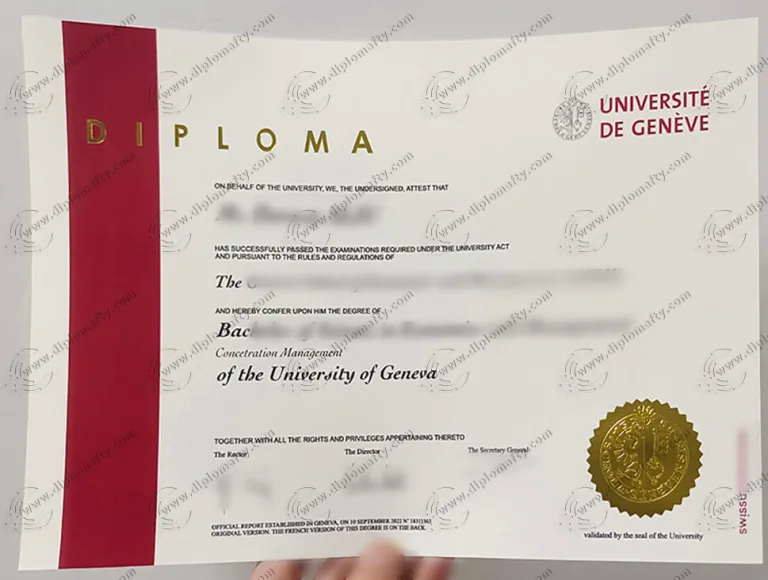 DIPLOMA
UNIVERSITÉ
DE GENÈVE
ON BEHALF OF THE UNIVERSITY, WE, THE UNDERSIGNED, ATTEST THAT
HAS SUCCESSFULLY PASSED THE EXAMINATIONS REQUIRED UNDER THE UNIVERSITY ACT
AND PURSUANT TO THE RULES AND REGULATIONS OF
The
AND HEREBY CONFER UPON HIM THE DEGREE OF
Concetration Management
of the University of Geneva
TOGETHER WITH ALL THE RIGHTS AND PRIVILEGES APPERTAINING THERETO
The Rector The Director The Secretary General
OFFICIAL REPORT ESTABLISHED IN GENEVA, ON 10 SEPTEMBER 2022 N°
ORIGINAL VERSION. THE FRENCH VERSION OF THIS DEGREE IS ON THE BACK.
validated by the seal of the University
www.diplomafty.com